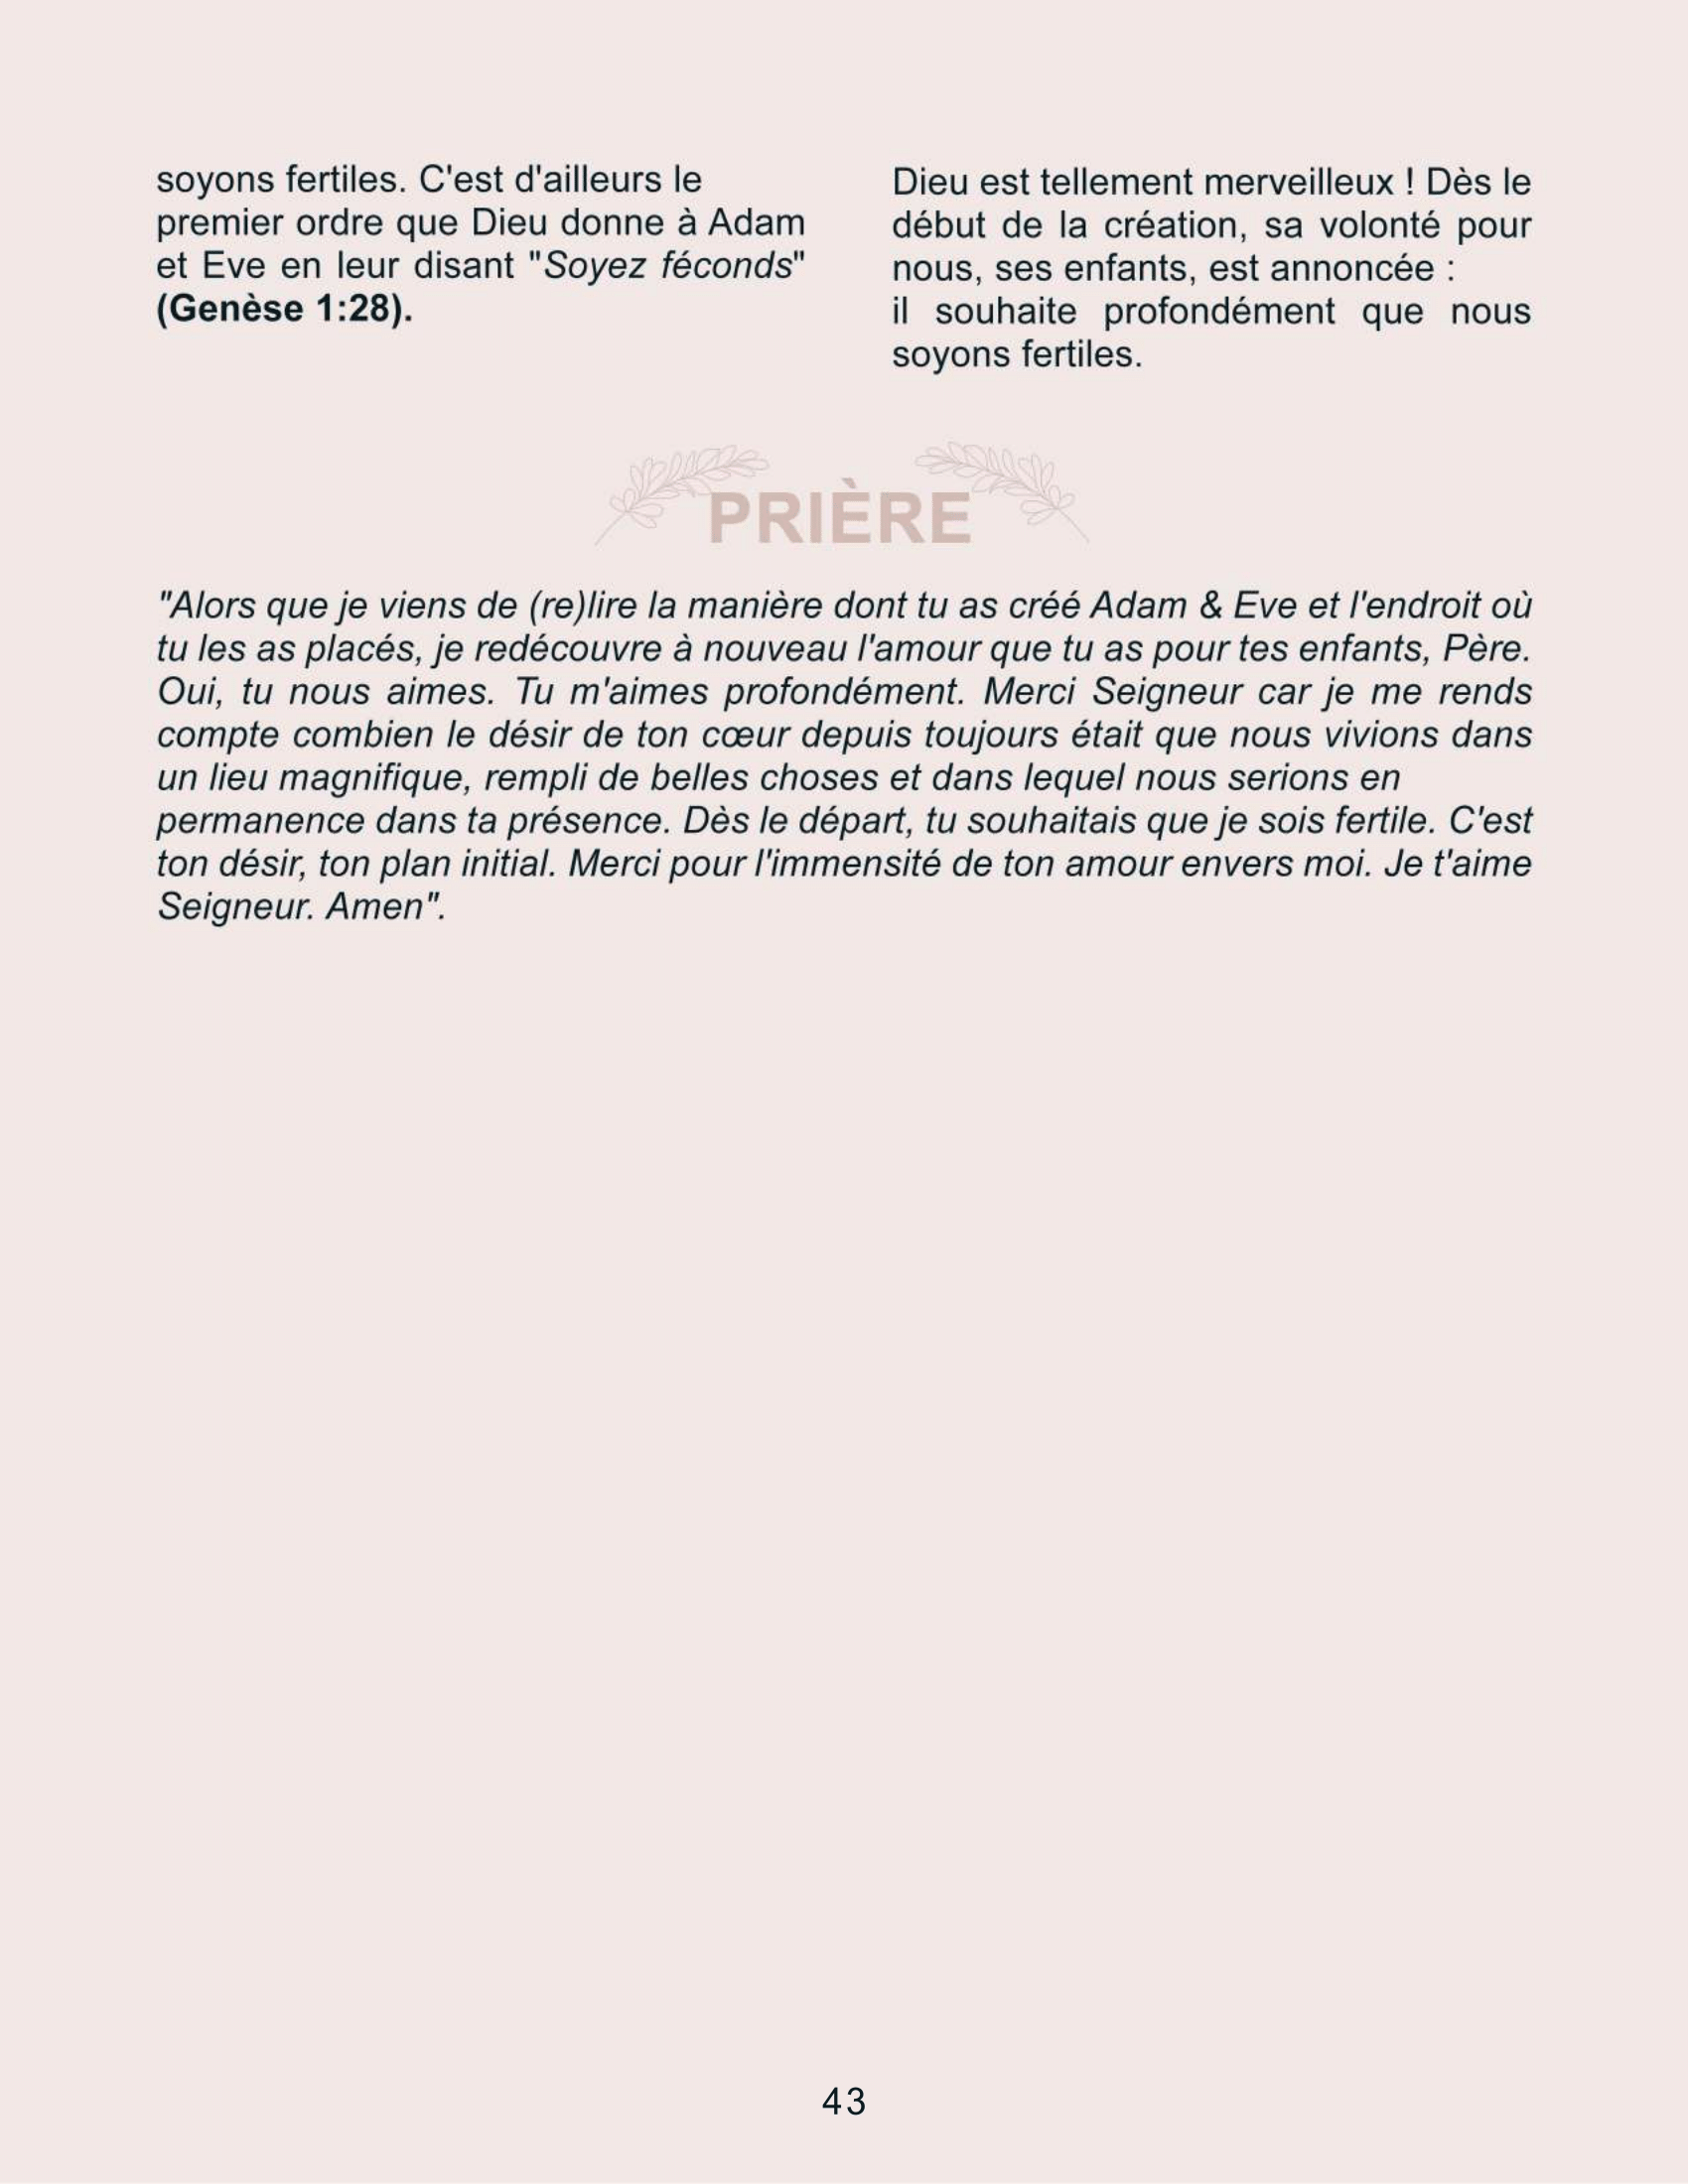 soyons fertiles. C'est d'ailleurs le
premier ordre que Dieu donne à Adam
et Eve en leur disant "Soyez féconds"
(Genèse 1:28).
Dieu est tellement merveilleux ! Dès le
début de la création, sa volonté pour
nous, ses enfants, est annoncée :
il souhaite profondément que nous
soyons fertiles.
PRIÈRE
"Alors que je viens de (re)lire la manière dont tu as créé Adam & Eve et l'endroit où
tu les as placés, je redécouvre à nouveau l'amour que tu as pour tes enfants, Père.
Oui, tu nous aimes. Tu m'aimes profondément. Merci Seigneur car je me rends
compte combien le désir de ton cœur depuis toujours était que nous vivions dans
un lieu magnifique, rempli de belles choses et dans lequel nous serions en
permanence dans ta présence. Dès le départ, tu souhaitais que je sois fertile. C'est
ton désir, ton plan initial. Merci pour l'immensité de ton amour envers moi. Je t'aime
Seigneur. Amen".
43